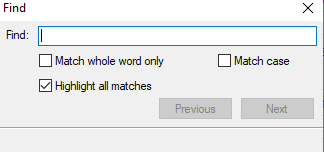 Find
Find:
Match whole word only Match case
Highlight all matches
Previous Next